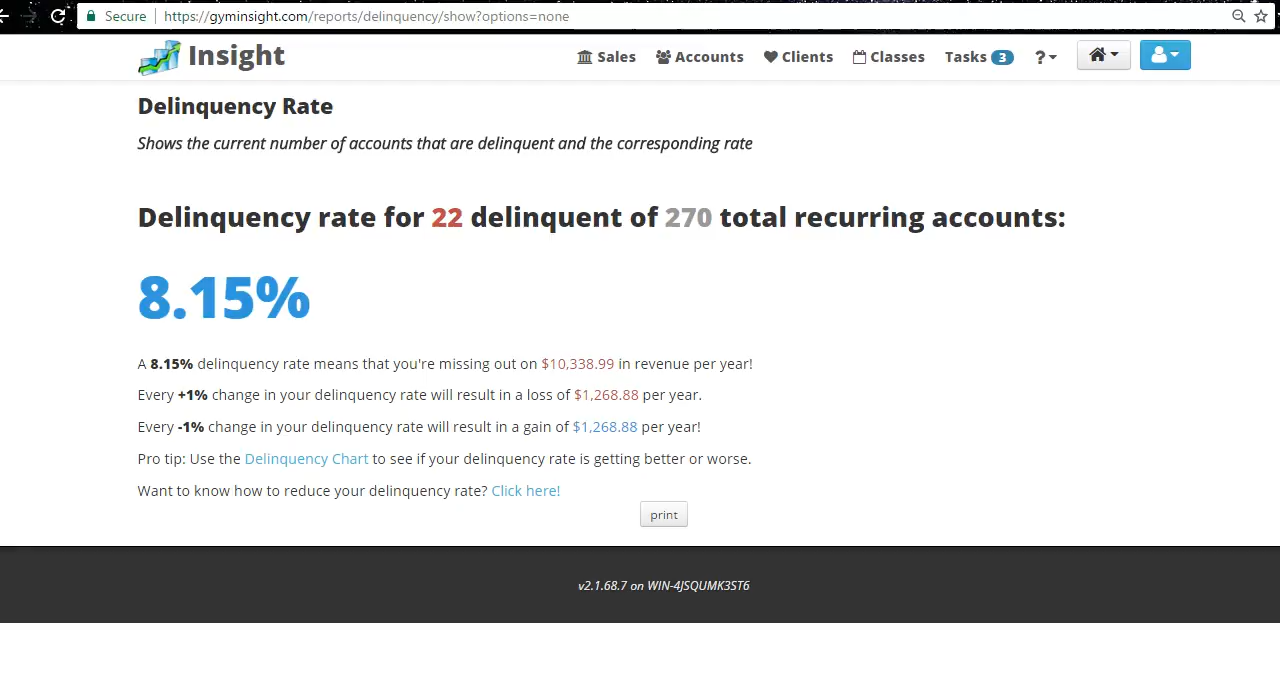 Secure https://gyminsight.com/reports/delinquency/show?options=none
Insight Sales Accounts Clients Classes Tasks 3 ?
Delinquency Rate
Shows the current number of accounts that are delinquent and the corresponding rate
Delinquency rate for 22 delinquent of 270 total recurring accounts:
8.15%
A 8.15% delinquency rate means that you're missing out on $10,338.99 in revenue per year!
Every +1% change in your delinquency rate will result in a loss of $1,268.88 per year.
Every -1% change in your delinquency rate will result in a gain of $1,268.88 per year!
Pro tip: Use the Delinquency Chart to see if your delinquency rate is getting better or worse.
Want to know how to reduce your delinquency rate? Click here!
print
v2.1.68.7 on WIN-4JSQUMK3ST6